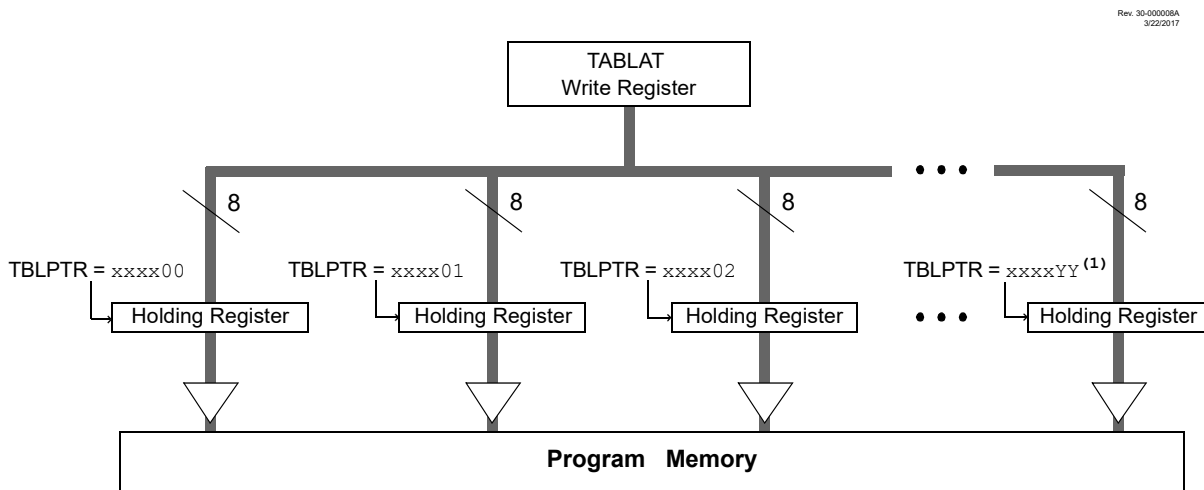 Rev. 30-000008A
3/22/2017
TABLAT
Write Register
8
8
8
8
TBLPTR = xxxx00
TBLPTR = xxxx01
TBLPTR = xxxx02
TBLPTR = xxxxYY(1)
Holding Register
Holding Register
Holding Register
Holding Register
Program Memory